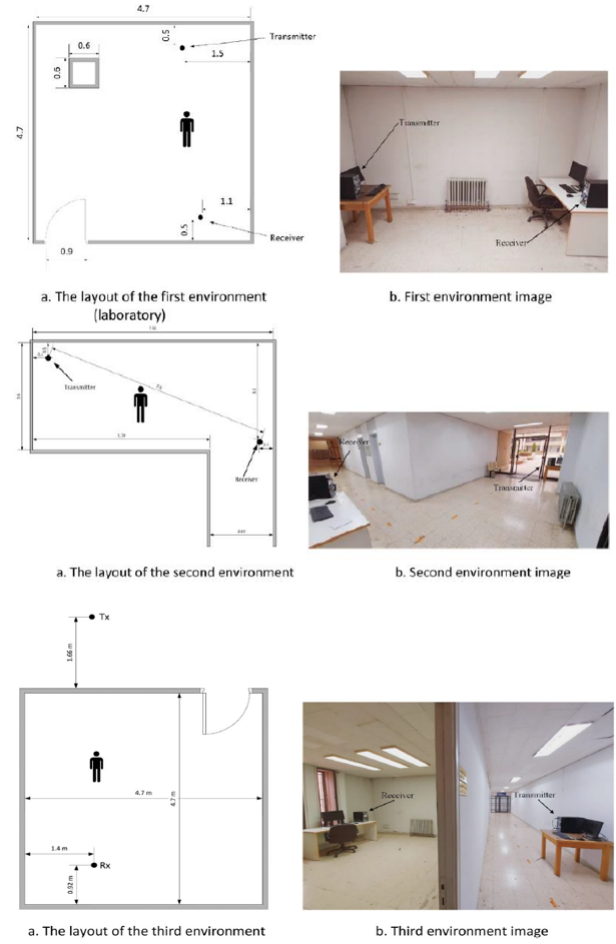 4.7
0.5
Transmitter
0.6
1.5
0.6
4.7
Transmitter
1.1
0.5
Receiver
0.9
Receiver
a. The layout of the first environment
(laboratory)
b. First environment image
Transmitter
Receiver
Receiver
Transmitter
a. The layout of the second environment
b. Second environment image
Tx
1.66 m
4.7 m
4.7 m
1.4 m
Rx
0.92 m
Receiver
Transmitter
a. The layout of the third environment
b. Third environment image